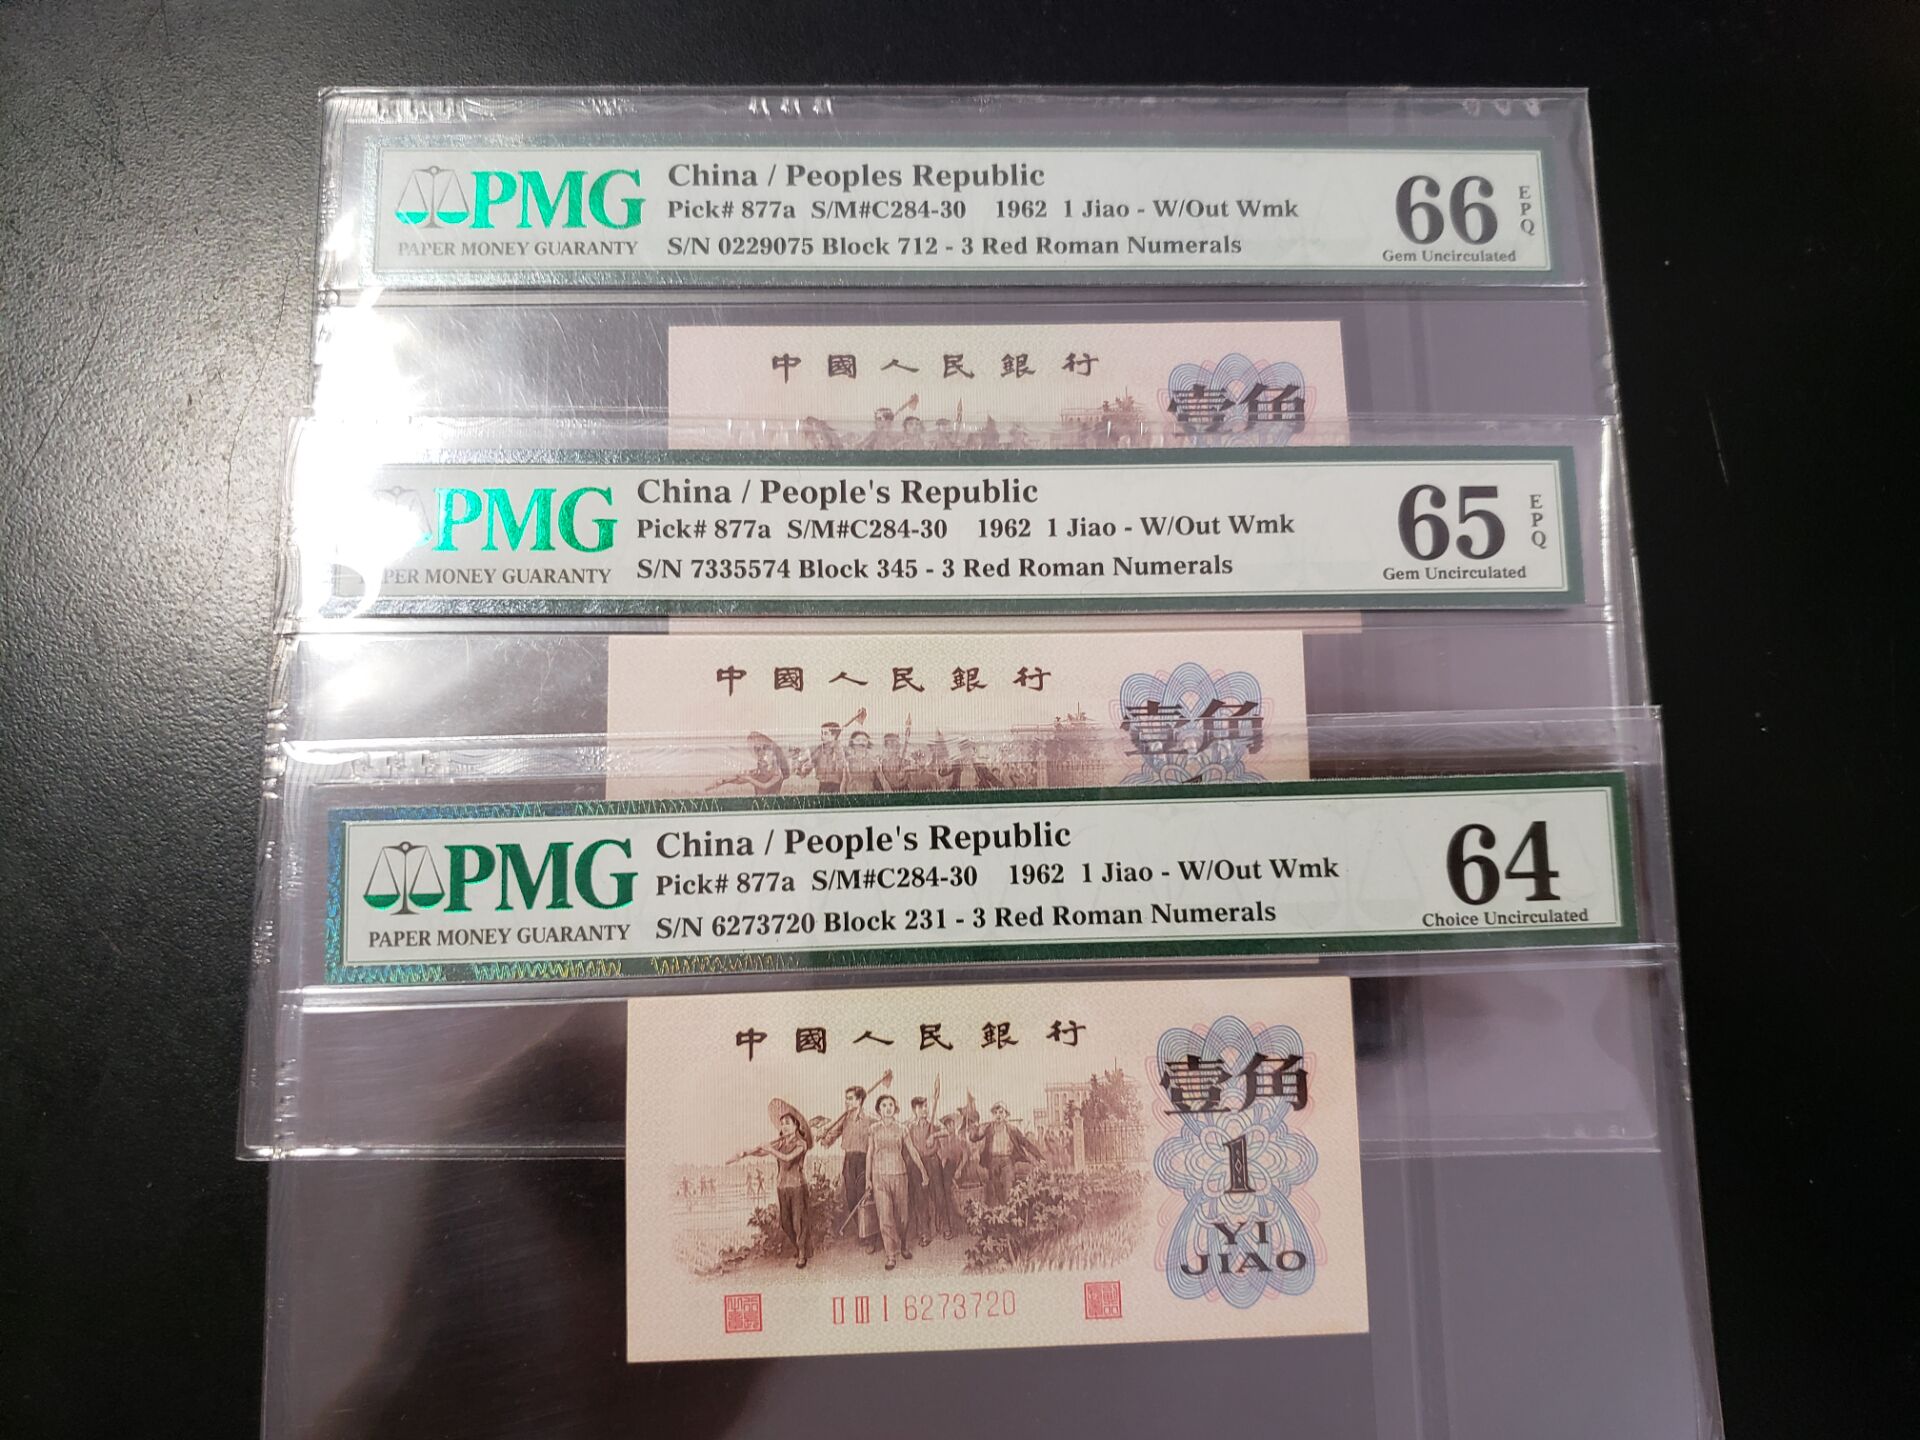 PMG
PAPER MONEY GUARANTY
China / Peoples Republic
Pick# 877a S/M#C284-30 1962 1 Jiao - W/Out Wmk
S/N 0229075 Block 712 - 3 Red Roman Numerals
66 EPQ
Gem Uncirculated
中國人民銀行
壹角
PMG
PER MONEY GUARANTY
China / People's Republic
Pick# 877a S/M#C284-30 1962 1 Jiao - W/Out Wmk
S/N 7335574 Block 345 - 3 Red Roman Numerals
65 EPQ
Gem Uncirculated
中國人民銀行
壹角
PMG
PAPER MONEY GUARANTY
China / People's Republic
Pick# 877a S/M#C284-30 1962 1 Jiao - W/Out Wmk
S/N 6273720 Block 231 - 3 Red Roman Numerals
64
Choice Uncirculated
中國人民銀行
壹角
1
YI
JIAO
II III I 6273720